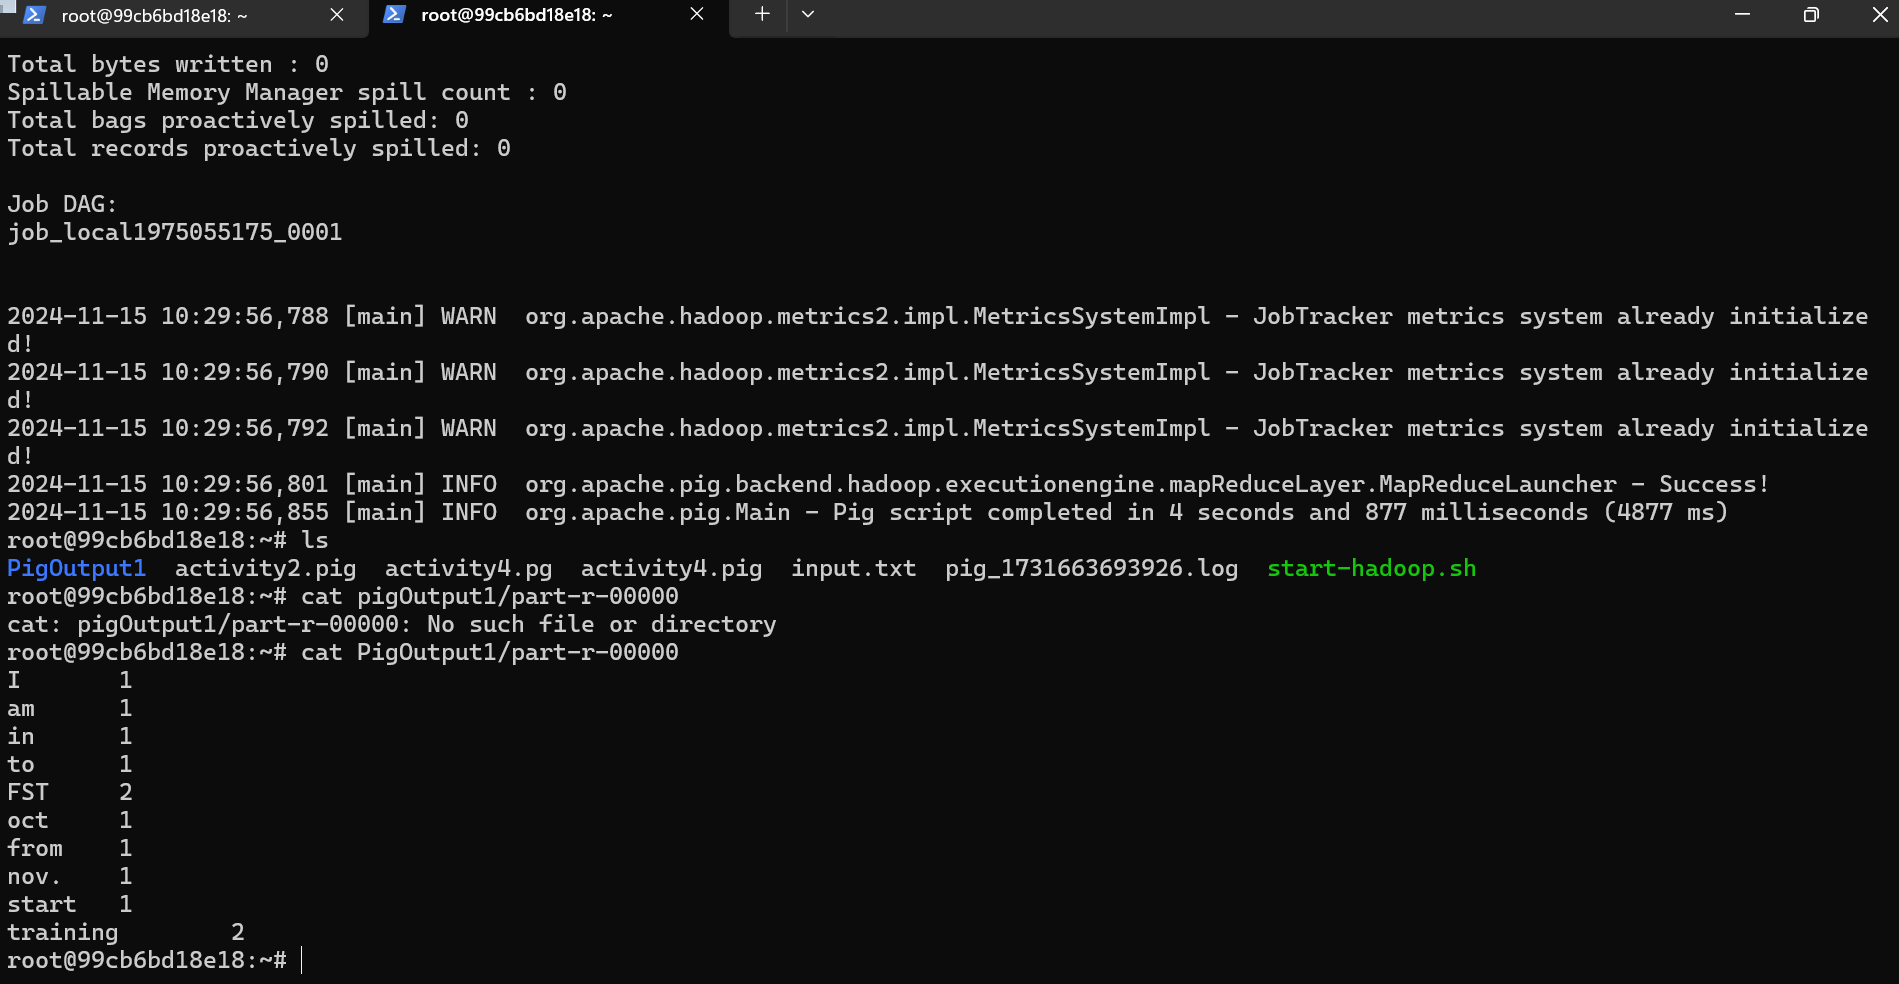 root@99cb6bd18e18: ~
root@99cb6bd18e18: ~
Total bytes written : 0
Spillable Memory Manager spill count : 0
Total bags proactively spilled: 0
Total records proactively spilled: 0
Job DAG:
job_local1975055175_0001
2024-11-15 10:29:56,788 [main] WARN  org.apache.hadoop.metrics2.impl.MetricsSystemImpl - JobTracker metrics system already initialize
d!
2024-11-15 10:29:56,790 [main] WARN  org.apache.hadoop.metrics2.impl.MetricsSystemImpl - JobTracker metrics system already initialize
d!
2024-11-15 10:29:56,792 [main] WARN  org.apache.hadoop.metrics2.impl.MetricsSystemImpl - JobTracker metrics system already initialize
d!
2024-11-15 10:29:56,801 [main] INFO  org.apache.pig.backend.hadoop.executionengine.mapReduceLayer.MapReduceLauncher - Success!
2024-11-15 10:29:56,855 [main] INFO  org.apache.pig.Main - Pig script completed in 4 seconds and 877 milliseconds (4877 ms)
root@99cb6bd18e18:~# ls
PigOutput1  activity2.pig  activity4.pg  activity4.pig  input.txt  pig_1731663693926.log  start-hadoop.sh
root@99cb6bd18e18:~# cat pigOutput1/part-r-00000
cat: pigOutput1/part-r-00000: No such file or directory
root@99cb6bd18e18:~# cat PigOutput1/part-r-00000
I       1
am      1
in      1
to      1
FST     2
oct     1
from    1
nov.    1
start   1
training        2
root@99cb6bd18e18:~#